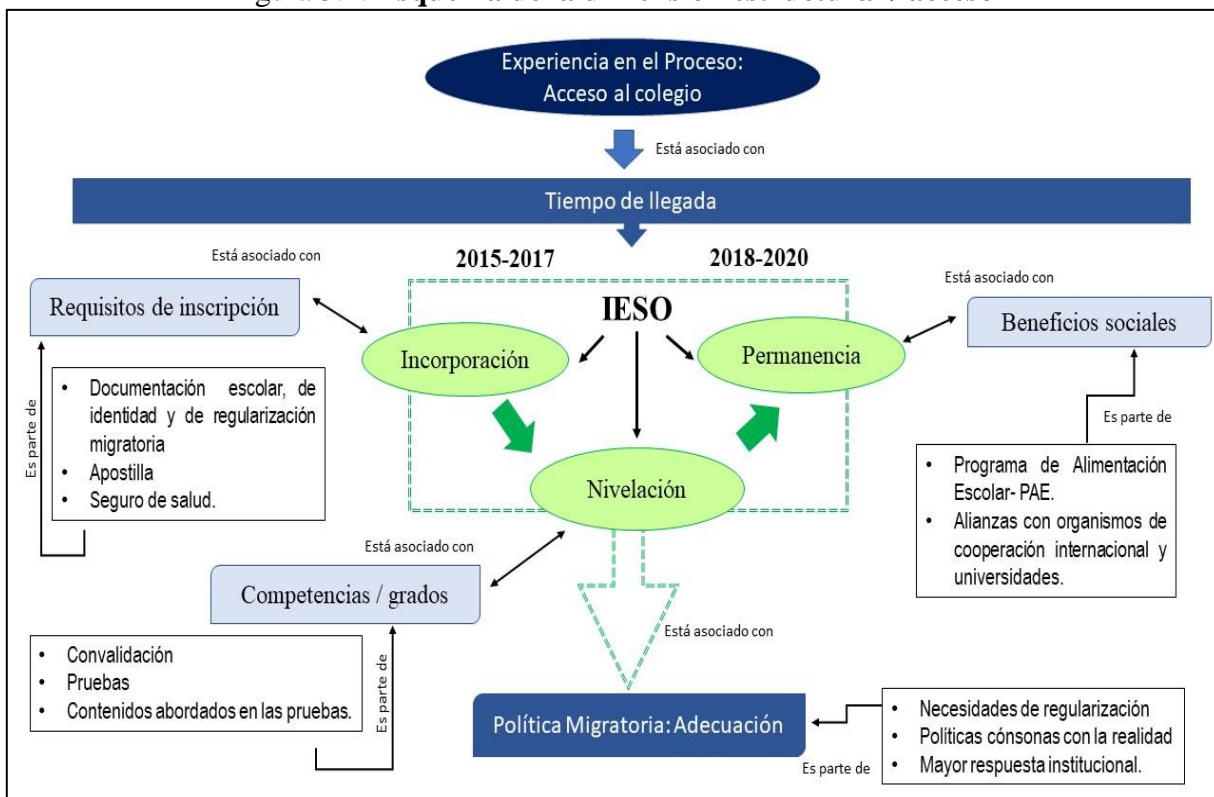 Experiencia en el Proceso:
Acceso al colegio
Está asociado con
Tiempo de llegada
2015-2017
2018-2020
Está asociado con
Está asociado con
Requisitos de inscripción
IESO
Beneficios sociales
Incorporación
Permanencia
Es parte de
• Documentación escolar, de
identidad y de regularización
migratoria
• Apostilla
• Seguro de salud.
Es parte de
• Programa de Alimentación
Escolar- PAE.
• Alianzas con organismos de
cooperación internacional y
universidades.
Nivelación
Está asociado con
Competencias / grados
Es parte de
• Convalidación
• Pruebas
• Contenidos abordados en las pruebas.
Está asociado con
Política Migratoria: Adecuación
Es parte de
• Necesidades de regularización
• Políticas cónsonas con la realidad
• Mayor respuesta institucional.